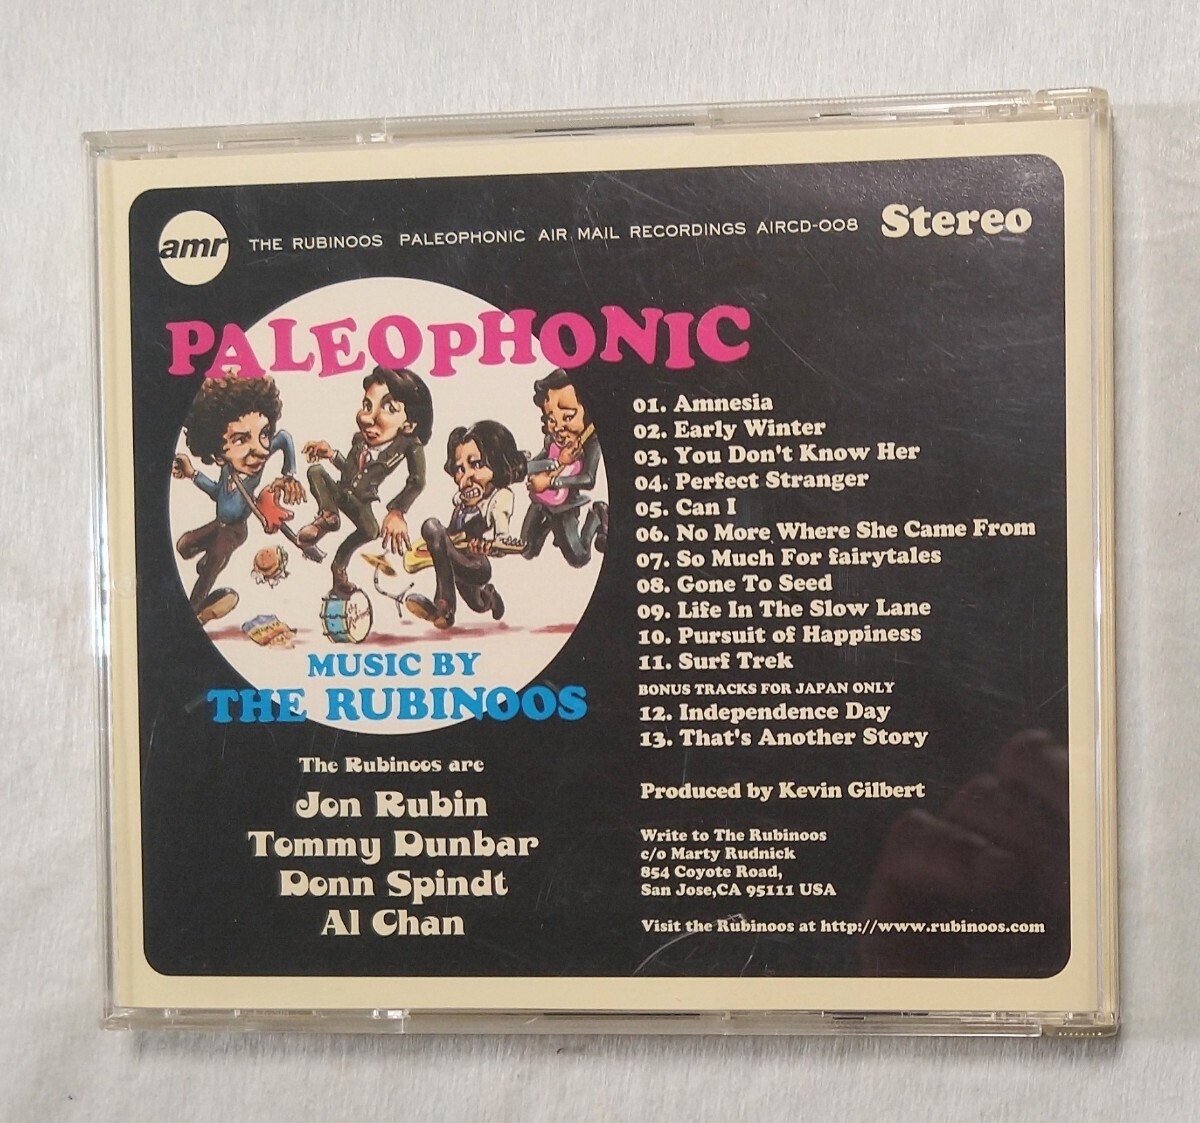 amr
THE RUBINOOS PALEOPHONIC AIR MAIL RECORDINGS AIRCD-008 Stereo
PALEOPHONIC
01. Amnesia
02. Early Winter
03. You Don't Know Her
04. Perfect Stranger
05. Can I
06. No More Where She Came From
07. So Much For fairytales
08. Gone To Seed
09. Life In The Slow Lane
10. Pursuit of Happiness
11. Surf Trek
BONUS TRACKS FOR JAPAN ONLY
12. Independence Day
13. That's Another Story
MUSIC BY
THE RUBINOOS
The Rubinoos are
Jon Rubin
Tommy Dunbar
Donn Spindt
Al Chan
Produced by Kevin Gilbert
Write to The Rubinoos
c/o Marty Rudnick
854 Coyote Road,
San Jose,CA 95111 USA
Visit the Rubinoos at http://www.rubinoos.com